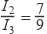 I₂/I₃ = 7/9